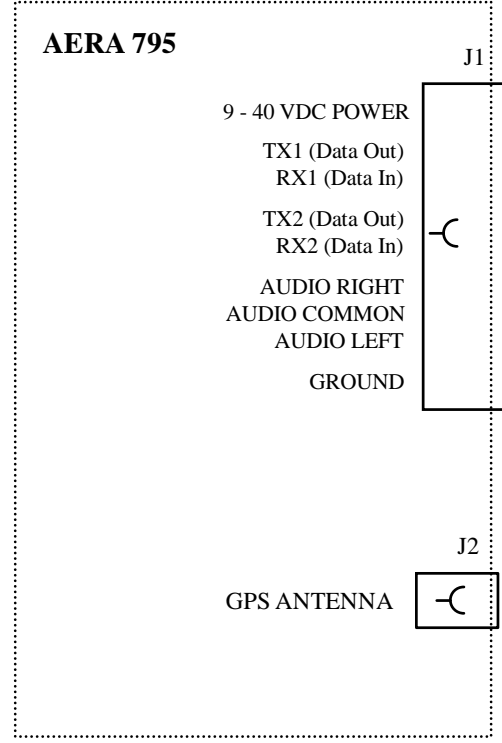 AERA 795
J1
9 - 40 VDC POWER
TX1 (Data Out)
RX1 (Data In)
TX2 (Data Out)
RX2 (Data In)
AUDIO RIGHT
AUDIO COMMON
AUDIO LEFT
GROUND
J2
GPS ANTENNA